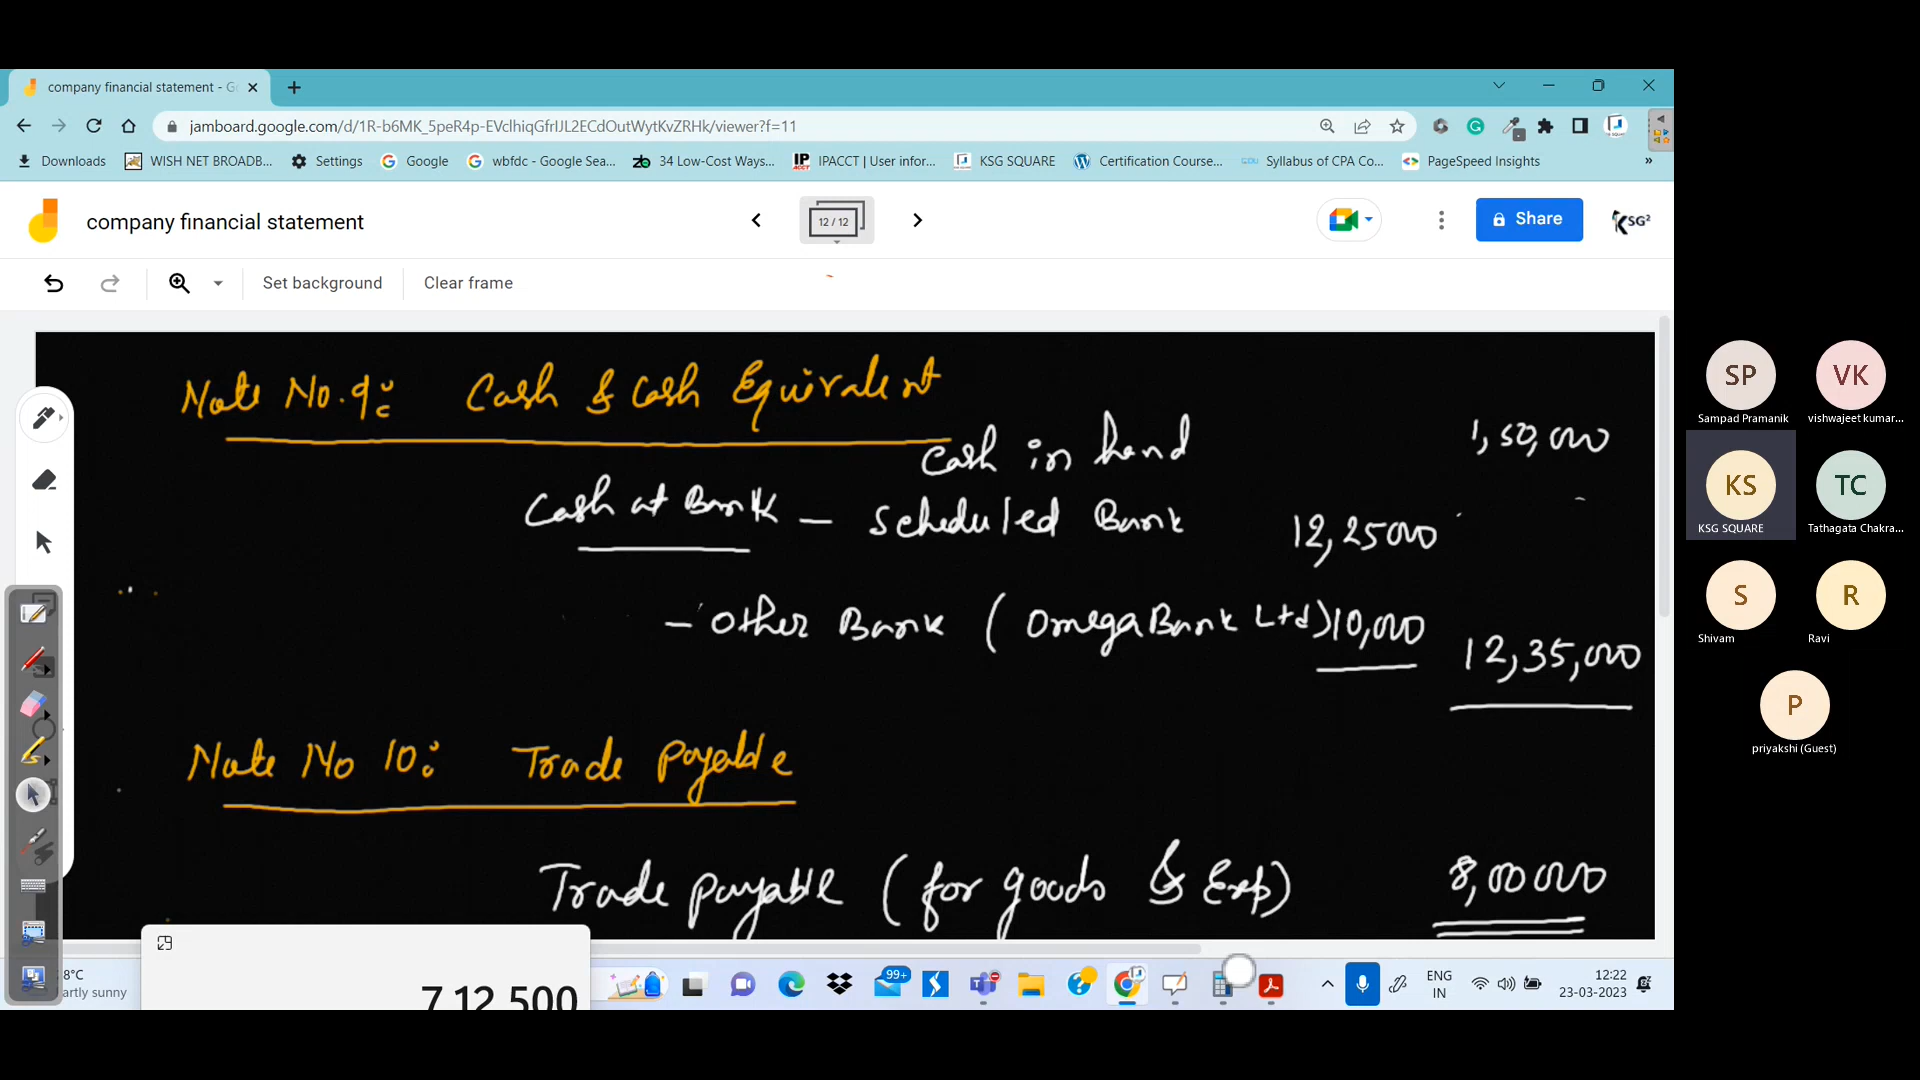 company financial statement - G
jamboard.google.com/d/1R-b6MK_5peR4p-EVclhiqGfrIJL2ECdOutWytKvZRHk/viewer?f=11
Downloads WISH NET BROADB... Settings Google wbfdc - Google Sea... 34 Low-Cost Ways... IPACCT | User infor... KSG SQUARE Certification Course... Syllabus of CPA Co... PageSpeed Insights »
company financial statement 12 / 12 Share KSG²
Set background Clear frame
Note No.9: Cash & Cash Equivalent
Cash in hand 1,50,000
Cash at Bank — Scheduled Bank 12,25000
- Other Bank ( Omega Bank Ltd) 10,000
12,35,000
Note No 10: Trade Payable
Trade payable (for goods & Exp) 8,00000
7,12,500
8°C
artly sunny
99+
ENG
IN
12:22
23-03-2023
SP
Sampad Pramanik
VK
vishwajeet kumar...
KS
KSG SQUARE
TC
Tathagata Chakra...
S
Shivam
R
Ravi
P
priyakshi (Guest)